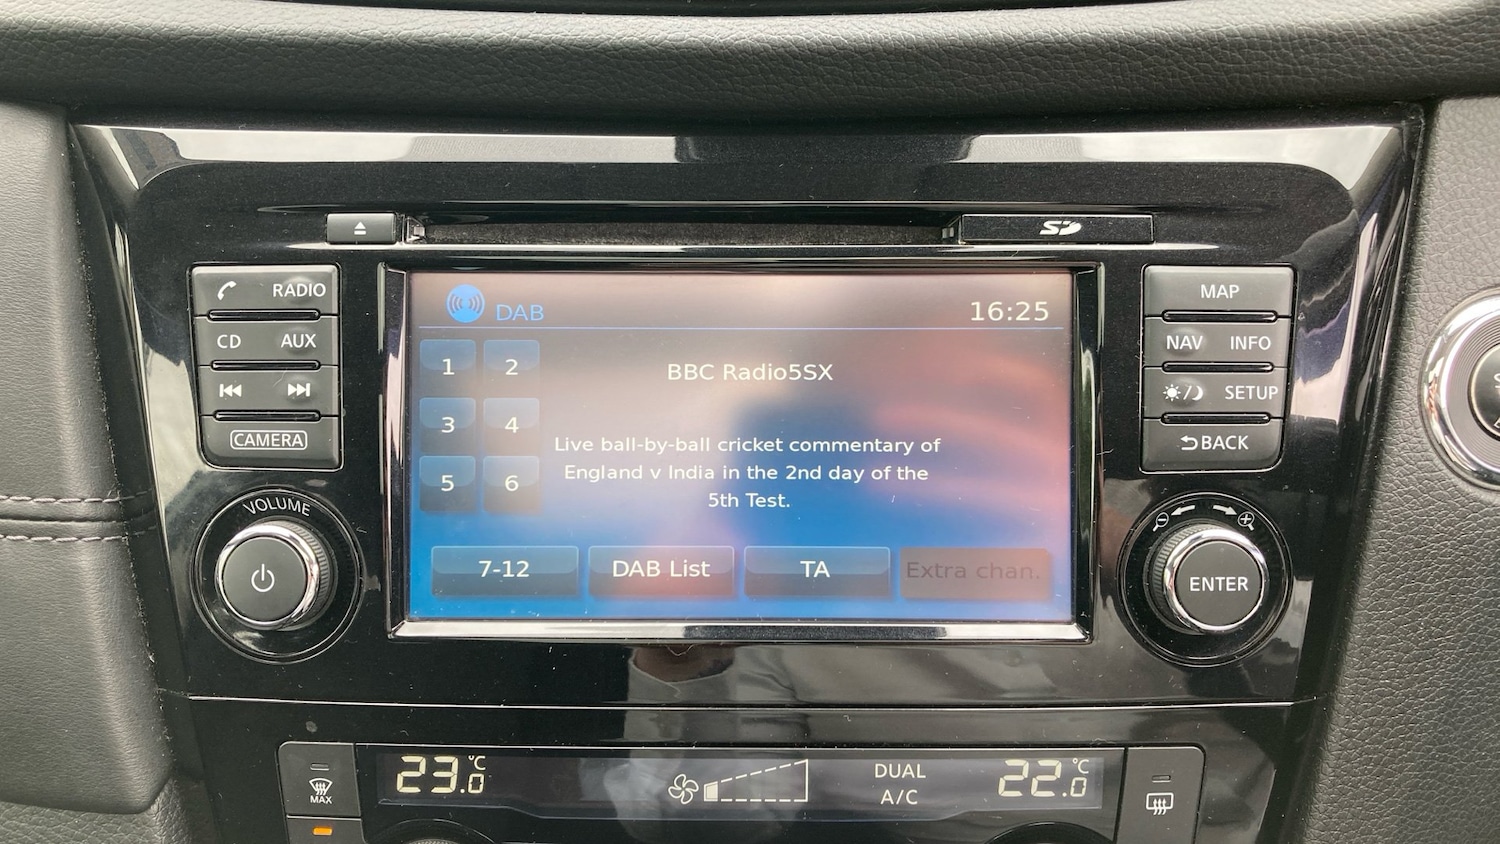 SD
RADIO
CD AUX
CAMERA
VOLUME
DAB
16:25
1 2
3 4
5 6
BBC Radio5SX
Live ball-by-ball cricket commentary of
England v India in the 2nd day of the
5th Test.
7-12
DAB List
TA
Extra chan.
MAP
NAV INFO
SETUP
BACK
ENTER
MAX
23.0 °C
DUAL
A/C
22.0 °C